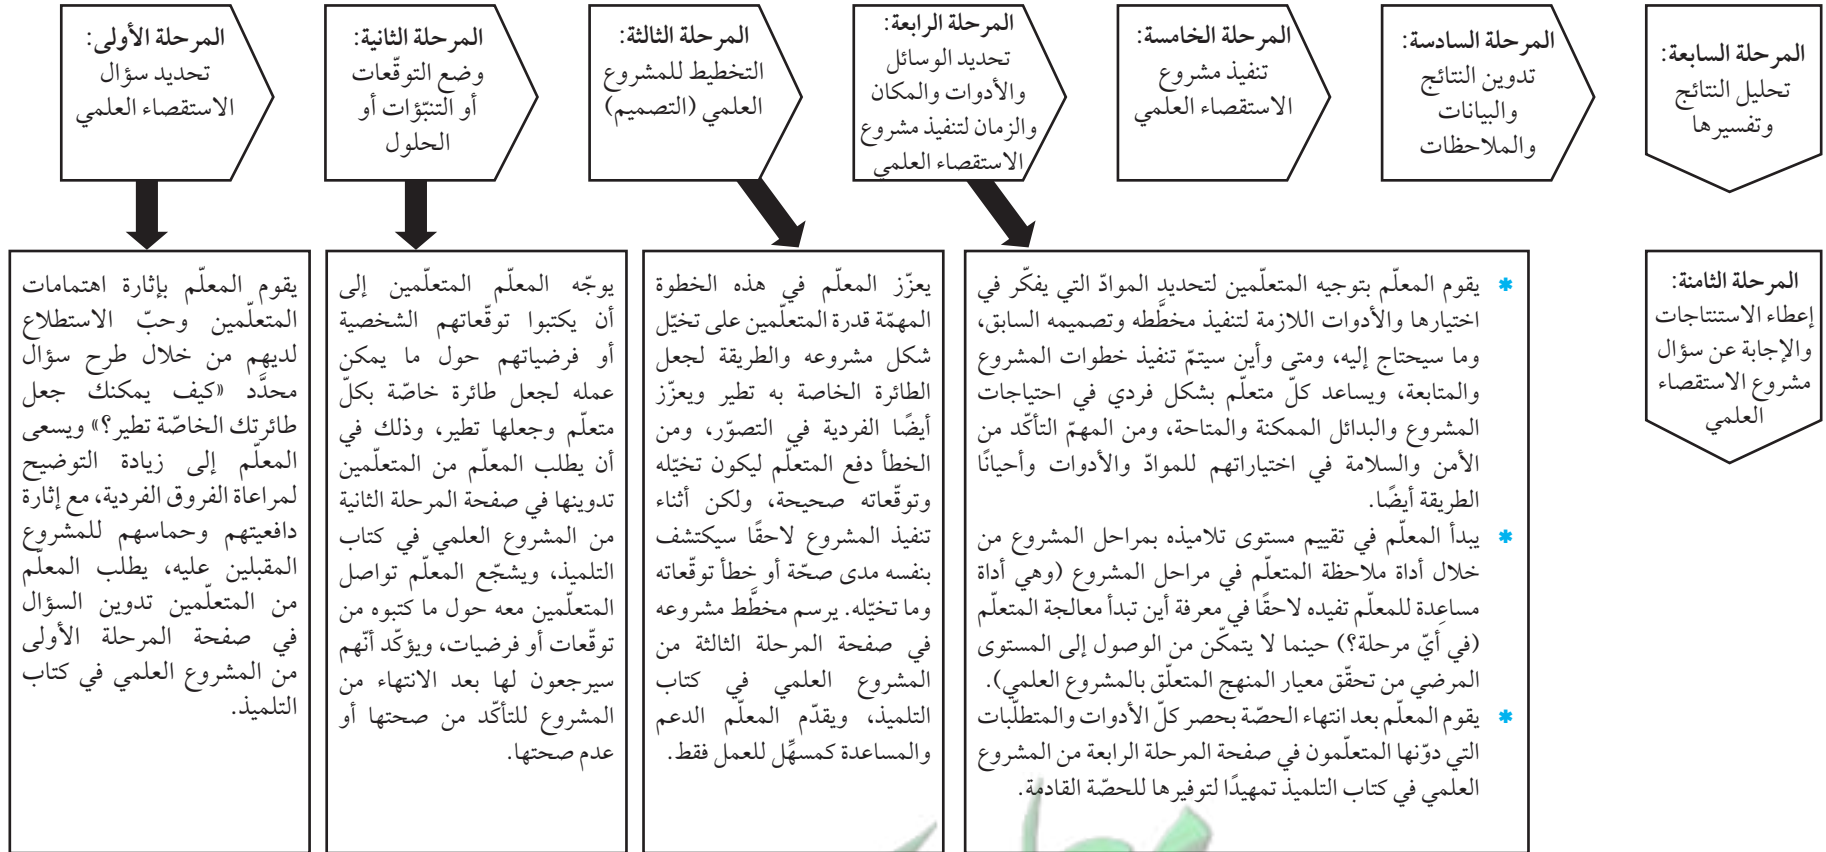 المرحلة الأولى:
تحديد سؤال
الاستقصاء العلمي
المرحلة الثانية:
وضع التوقّعات
أو التنبّؤات أو
الحلول
المرحلة الثالثة:
التخطيط للمشروع
العلمي (التصميم)
المرحلة الرابعة:
تحديد الوسائل
والأدوات والمكان
والزمان لتنفيذ مشروع
الاستقصاء العلمي
المرحلة الخامسة:
تنفيذ مشروع
الاستقصاء العلمي
المرحلة السادسة:
تدوين النتائج
والبيانات
والملاحظات
المرحلة السابعة:
تحليل النتائج
وتفسيرها
المرحلة الثامنة:
إعطاء الاستنتاجات
والإجابة عن سؤال
مشروع الاستقصاء
العلمي
يقوم المعلّم بإثارة اهتمامات
المتعلّمين وحبّ الاستطلاع
لديهم من خلال طرح سؤال
محدَّد «كيف يمكنك جعل
طائرتك الخاصّة تطير؟» ويسعى
المعلّم إلى زيادة التوضيح
لمراعاة الفروق الفردية، مع إثارة
دافعيتهم وحماسهم للمشروع
المقبلين عليه، يطلب المعلّم
من المتعلّمين تدوين السؤال
في صفحة المرحلة الأولى
من المشروع العلمي في كتاب
التلميذ.
يوجّه المعلّم المتعلّمين إلى
أن يكتبوا توقّعاتهم الشخصية
أو فرضياتهم حول ما يمكن
عمله لجعل طائرة خاصّة بكلّ
متعلّم وجعلها تطير، وذلك في
أن يطلب المعلّم من المتعلّمين
تدوينها في صفحة المرحلة الثانية
من المشروع العلمي في كتاب
التلميذ، ويشجّع المعلّم تواصل
المتعلّمين معه حول ما كتبوه من
توقّعات أو فرضيات، ويؤكّد أنّهم
سيرجعون لها بعد الانتهاء من
المشروع للتأكّد من صحتها أو
عدم صحتها.
يعزّز المعلّم في هذه الخطوة
المهمّة قدرة المتعلّمين على تخيّل
شكل مشروعه والطريقة لجعل
الطائرة الخاصة به تطير ويعزّز
أيضًا الفردية في التصوّر، ومن
الخطأ دفع المتعلّم ليكون تخيّله
وتوقّعاته صحيحة، ولكن أثناء
تنفيذ المشروع لاحقًا سيكتشف
بنفسه مدى صحّة أو خطأ توقّعاته
وما تخيّله. يرسم مخطَّط مشروعه
في صفحة المرحلة الثالثة من
المشروع العلمي في كتاب
التلميذ، ويقدّم المعلّم الدعم
والمساعدة كمسهِّل للعمل فقط.
* يقوم المعلّم بتوجيه المتعلّمين لتحديد الموادّ التي يفكّر في
اختيارها والأدوات اللازمة لتنفيذ مخطَّطه وتصميمه السابق،
وما سيحتاج إليه، ومتى وأين سيتمّ تنفيذ خطوات المشروع
والمتابعة، ويساعد كلّ متعلّم بشكل فردي في احتياجات
المشروع والبدائل الممكنة والمتاحة، ومن المهمّ التأكّد من
الأمن والسلامة في اختياراتهم للموادّ والأدوات وأحيانًا
الطريقة أيضًا.
* يبدأ المعلّم في تقييم مستوى تلاميذه بمراحل المشروع من
خلال أداة ملاحظة المتعلّم في مراحل المشروع (وهي أداة
مساعِدة للمعلّم تفيده لاحقًا في معرفة أين تبدأ معالجة المتعلّم
(في أيّ مرحلة؟) حينما لا يتمكّن من الوصول إلى المستوى
المرضي من تحقّق معيار المنهج المتعلّق بالمشروع العلمي).
* يقوم المعلّم بعد انتهاء الحصّة بحصر كلّ الأدوات والمتطلّبات
التي دوّنها المتعلّمون في صفحة المرحلة الرابعة من المشروع
العلمي في كتاب التلميذ تمهيدًا لتوفيرها للحصّة القادمة.